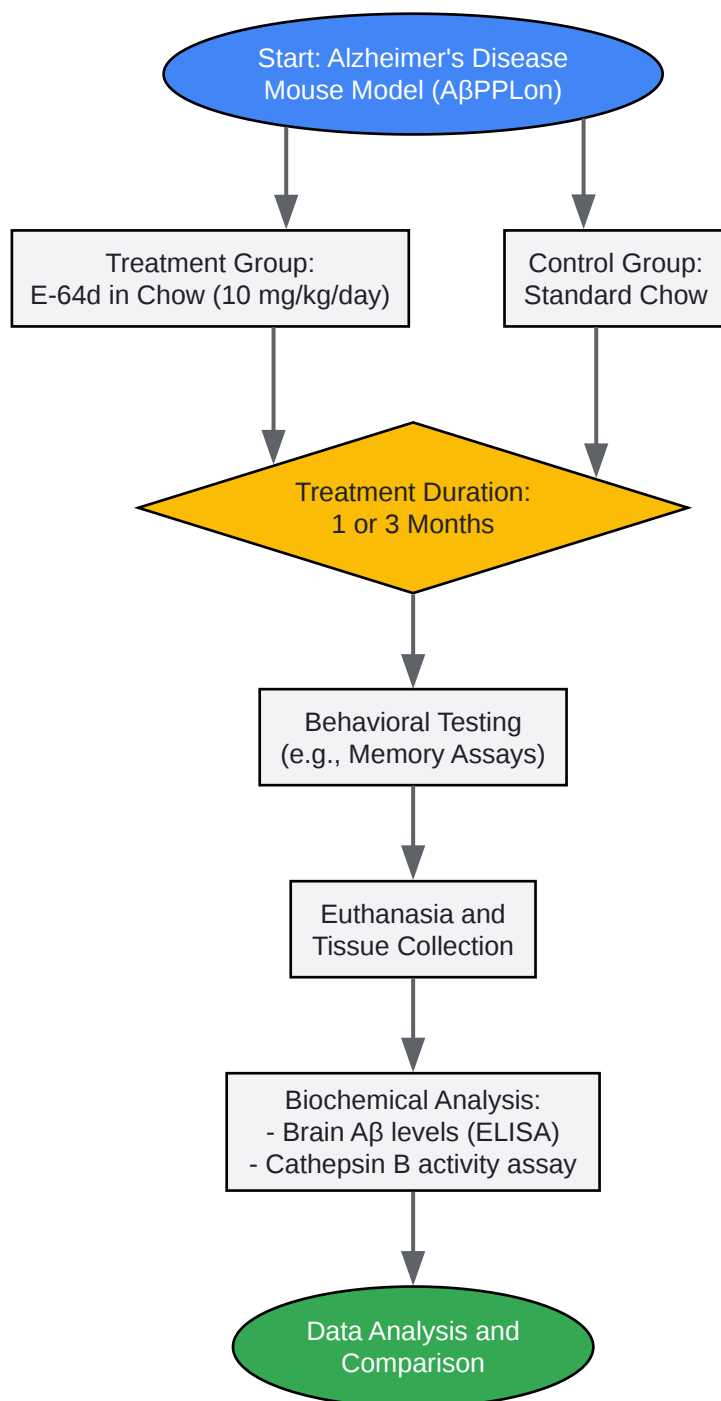 Start: Alzheimer's Disease
Mouse Model (AβPPLon)
Treatment Group:
E-64d in Chow (10 mg/kg/day)
Control Group:
Standard Chow
Treatment Duration:
1 or 3 Months
Behavioral Testing
(e.g., Memory Assays)
Euthanasia and
Tissue Collection
Biochemical Analysis:
- Brain Aβ levels (ELISA)
- Cathepsin B activity assay
Data Analysis and
Comparison